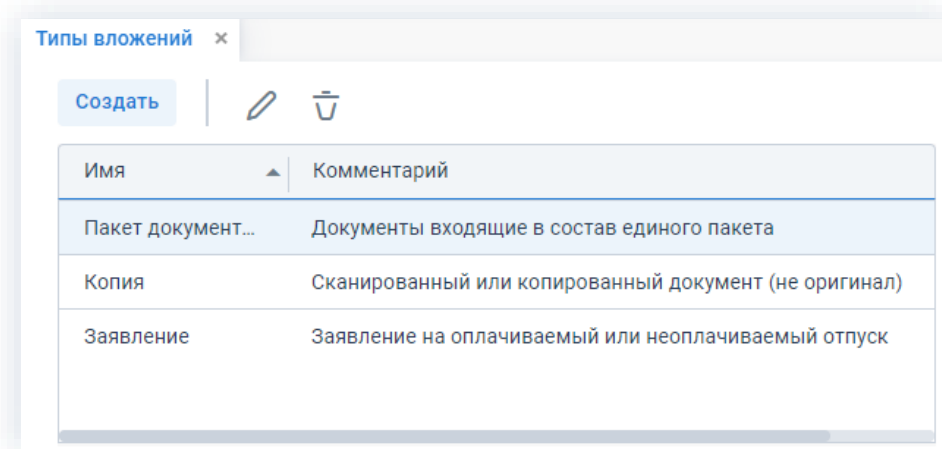 Типы вложений ×
Создать
Имя Комментарий
Пакет документ... Документы входящие в состав единого пакета
Копия Сканированный или копированный документ (не оригинал)
Заявление Заявление на оплачиваемый или неоплачиваемый отпуск